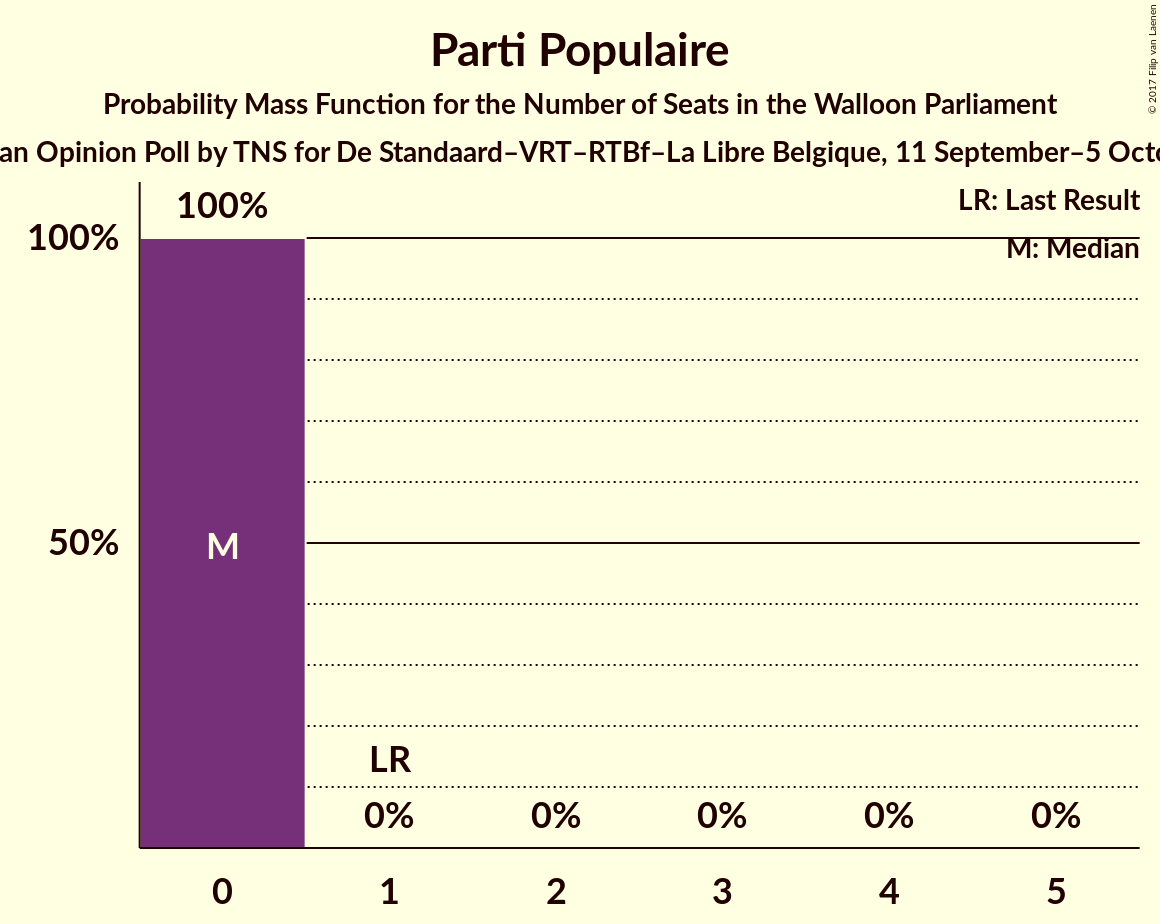 Parti Populaire
Probability Mass Function for the Number of Seats in the Walloon Parliament
an Opinion Poll by TNS for De Standaard–VRT–RTBf–La Libre Belgique, 11 September–5 Octo
© 2017 Filip van Laenen
LR: Last Result
M: Median
100%
100%
50%
M
LR
0% 0% 0% 0% 0%
0 1 2 3 4 5